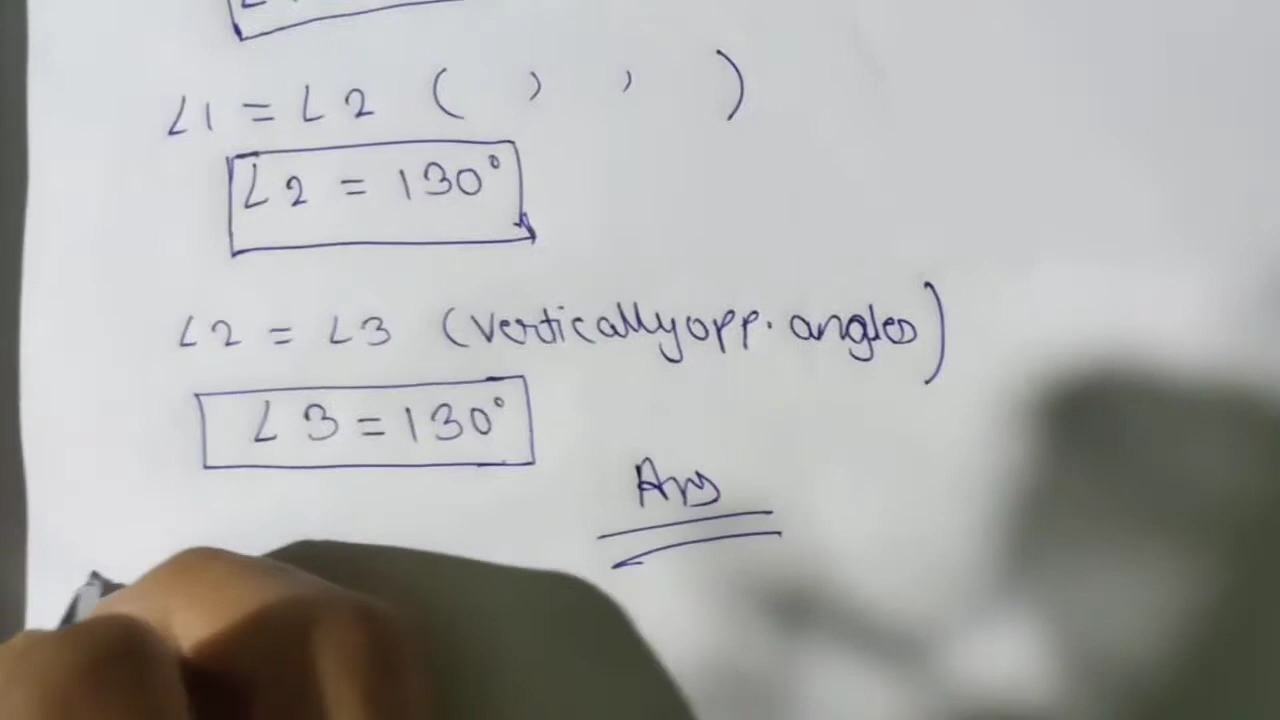 ∠1 = ∠2 ( , , )
∠2 = 130°
∠2 = ∠3 (vertically opp. angles)
∠3 = 130°
Ans